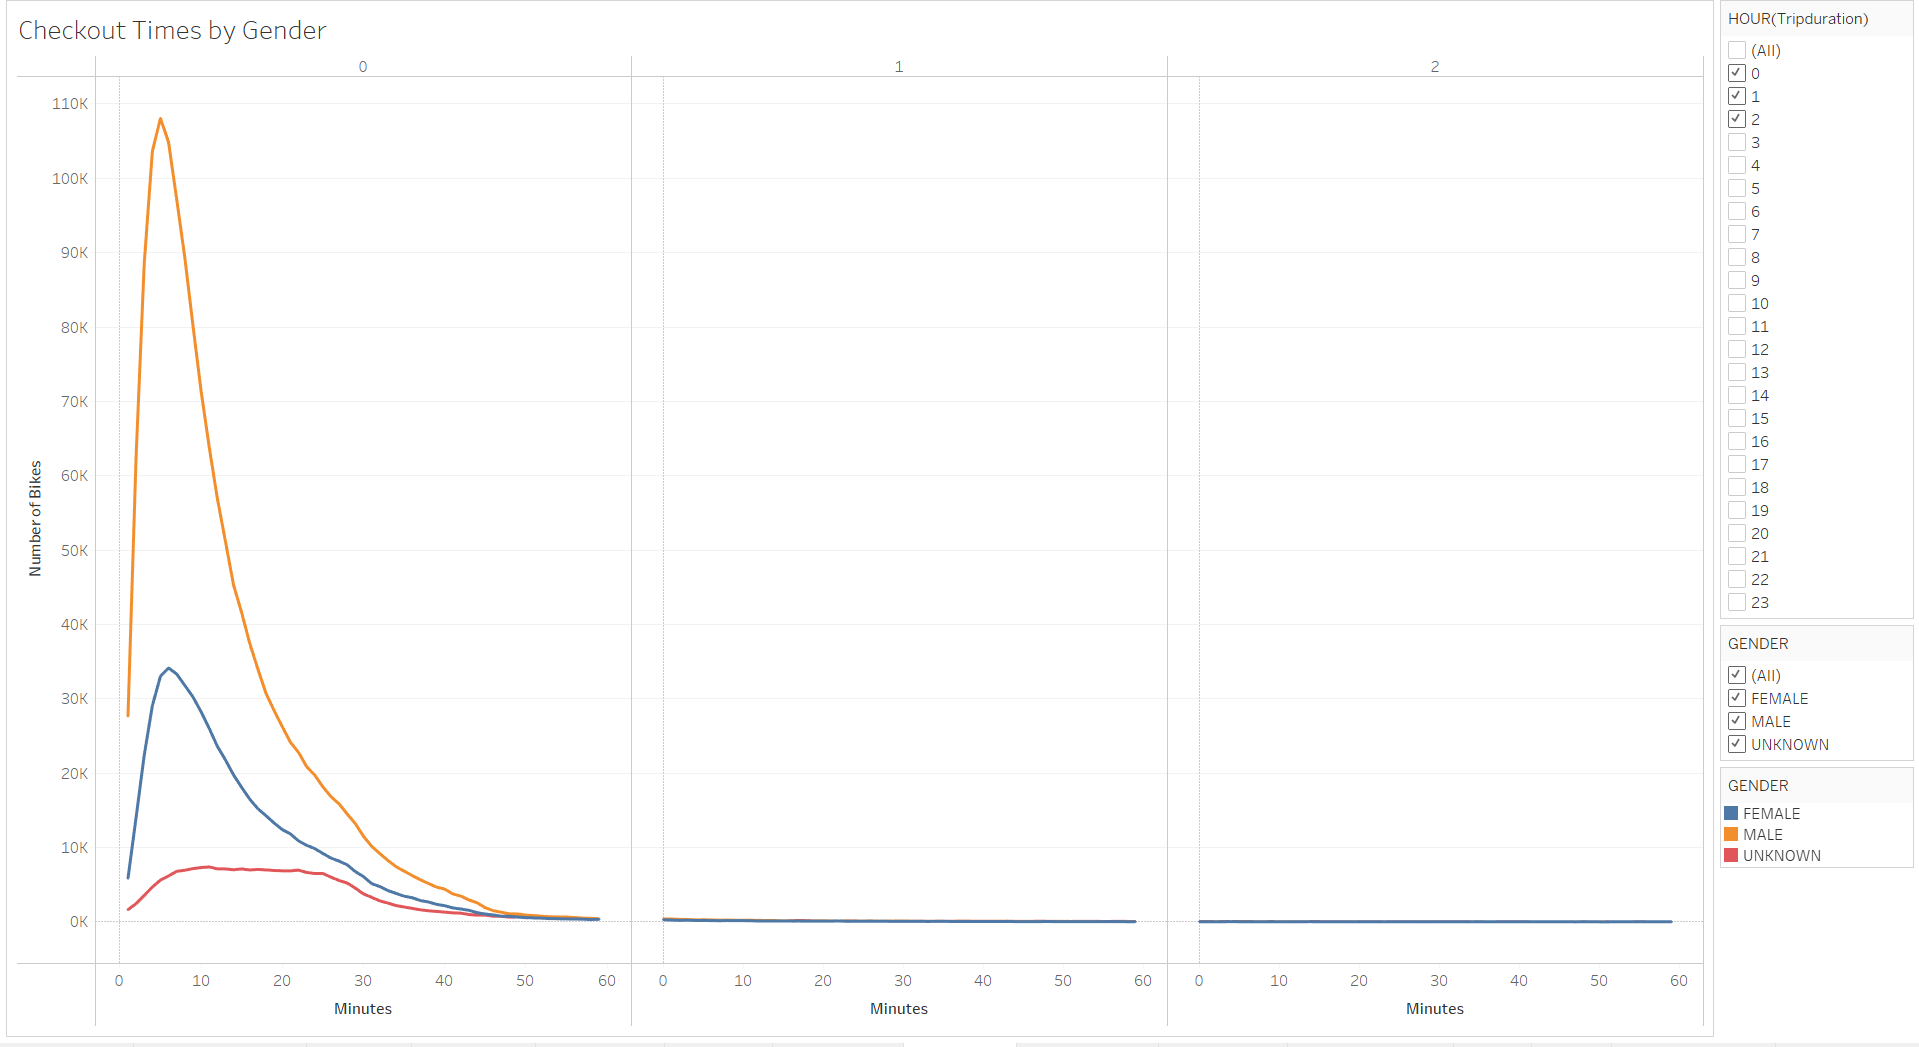 Checkout Times by Gender
0 1 2
110K
100K
90K
80K
70K
60K
50K
40K
30K
20K
10K
0K
Number of Bikes
0 10 20 30 40 50 60 0 10 20 30 40 50 60 0 10 20 30 40 50 60
Minutes Minutes Minutes
HOUR(Tripduration)
(All)
0
1
2
3
4
5
6
7
8
9
10
11
12
13
14
15
16
17
18
19
20
21
22
23
GENDER
(All)
FEMALE
MALE
UNKNOWN
GENDER
FEMALE
MALE
UNKNOWN